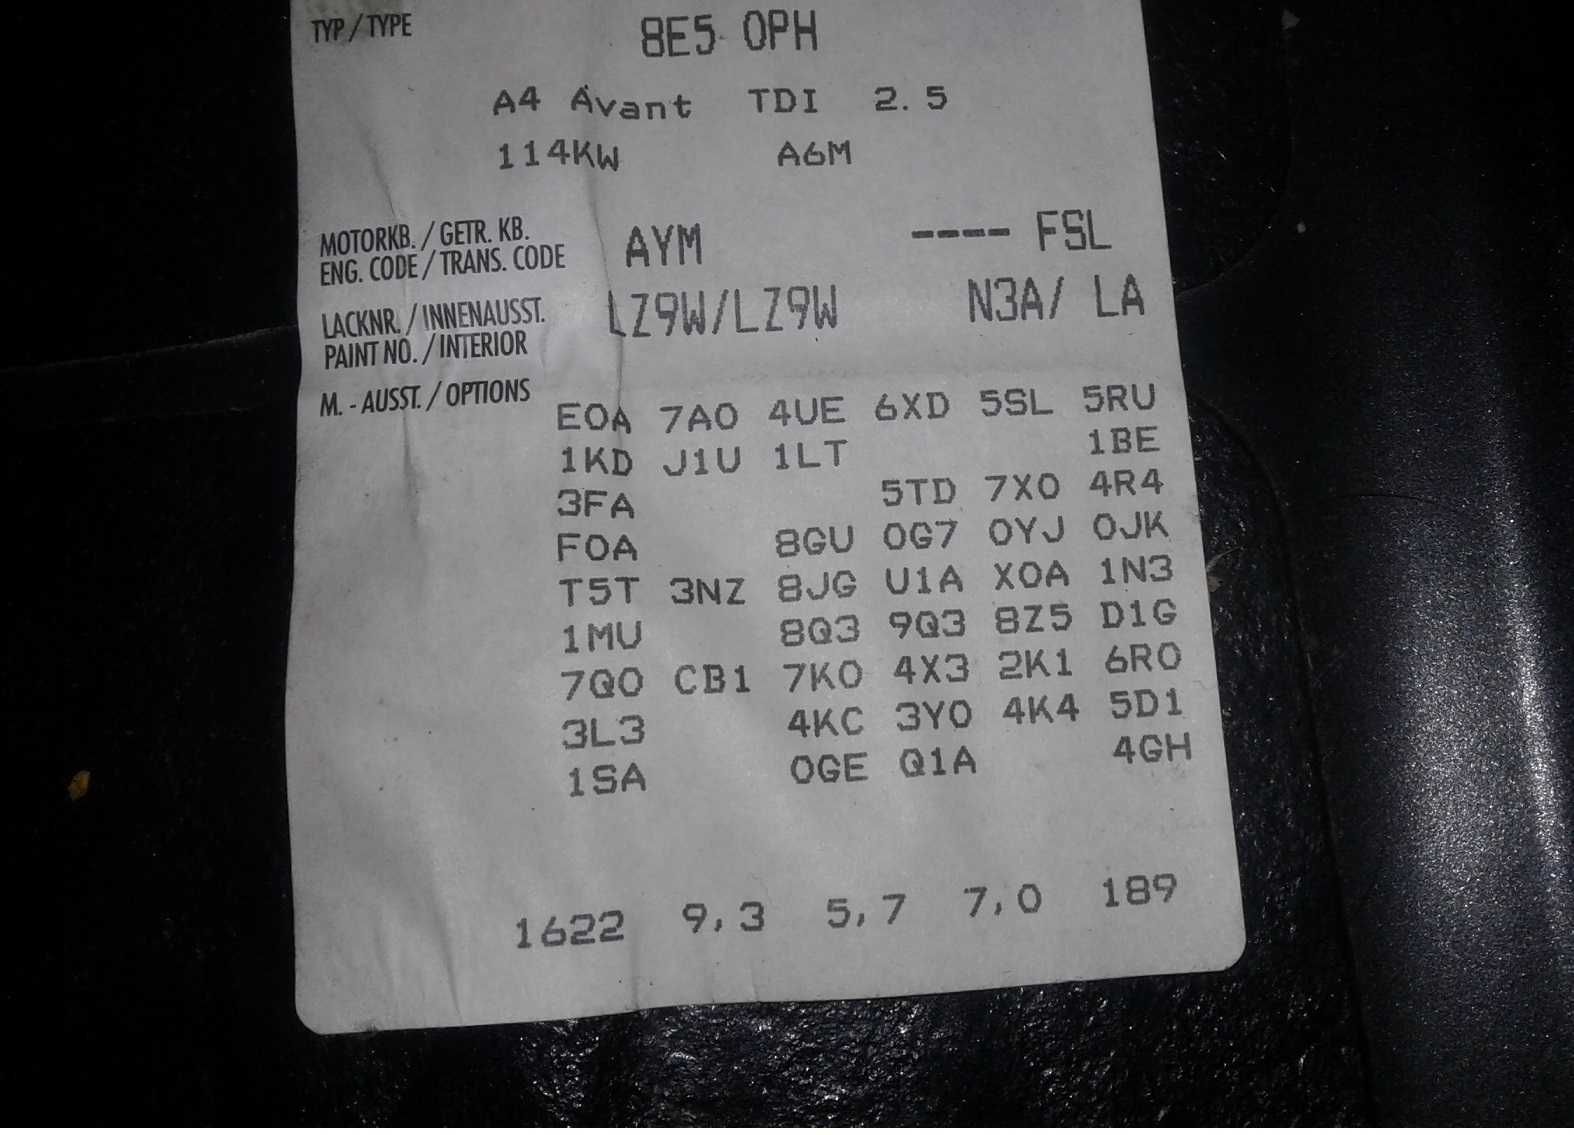 TYP / TYPE 8E5 0PH
A4 Avant TDI 2.5
114KW A6M
MOTORKB. / GETR. KB.
ENG. CODE / TRANS. CODE AYM ---- FSL
LACKNR. / INNENAUSST.
PAINT NO. / INTERIOR LZ9W/LZ9W N3A/ LA
M. - AUSST. / OPTIONS
E0A 7A0 4UE 6XD 5SL 5RU
1KD J1U 1LT 1BE
3FA 5TD 7X0 4R4
F0A 8GU 0G7 0YJ 0JK
T5T 3NZ 8JG U1A X0A 1N3
1MU 8Q3 9Q3 8Z5 D1G
7Q0 CB1 7K0 4X3 2K1 6R0
3L3 4KC 3Y0 4K4 5D1
1SA 0GE Q1A 4GH
1622 9,3 5,7 7,0 189